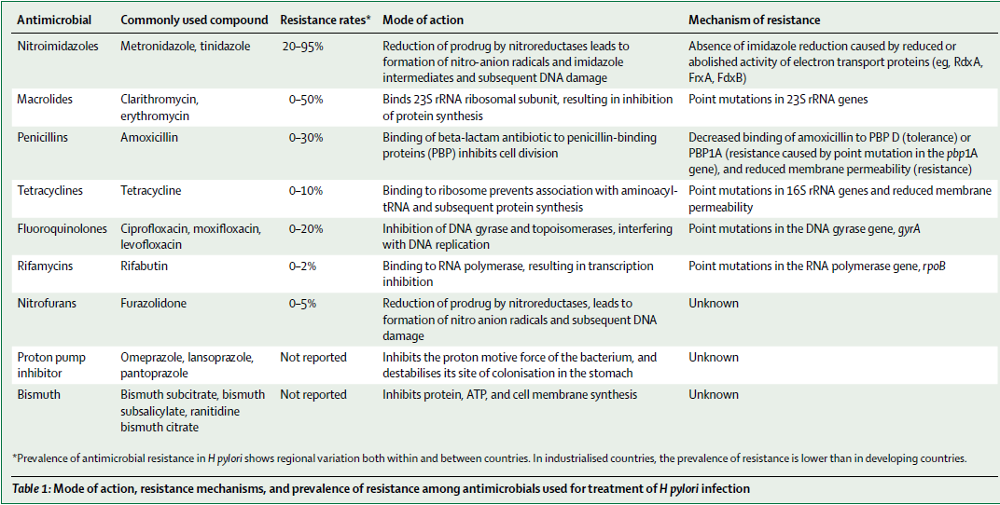 Antimicrobial Commonly used compound Resistance rates* Mode of action Mechanism of resistance
Nitroimidazoles Metronidazole, tinidazole 20–95% Reduction of prodrug by nitroreductases leads to Absence of imidazole reduction caused by reduced or
formation of nitro-anion radicals and imidazole abolished activity of electron transport proteins (eg, RdxA,
intermediates and subsequent DNA damage FrxA, FdxB)
Macrolides Clarithromycin, 0–50% Binds 23S rRNA ribosomal subunit, resulting in inhibition Point mutations in 23S rRNA genes
erythromycin of protein synthesis
Penicillins Amoxicillin 0–30% Binding of beta-lactam antibiotic to penicillin-binding Decreased binding of amoxicillin to PBP D (tolerance) or
proteins (PBP) inhibits cell division PBP1A (resistance caused by point mutation in the pbp1A
gene), and reduced membrane permeability (resistance)
Tetracyclines Tetracycline 0–10% Binding to ribosome prevents association with aminoacyl- Point mutations in 16S rRNA genes and reduced membrane
tRNA and subsequent protein synthesis permeability
Fluoroquinolones Ciprofloxacin, moxifloxacin, 0–20% Inhibition of DNA gyrase and topoisomerases, interfering Point mutations in the DNA gyrase gene, gyrA
levofloxacin with DNA replication
Rifamycins Rifabutin 0–2% Binding to RNA polymerase, resulting in transcription Point mutations in the RNA polymerase gene, rpoB
inhibition
Nitrofurans Furazolidone 0–5% Reduction of prodrug by nitroreductases, leads to Unknown
formation of nitro anion radicals and subsequent DNA
damage
Proton pump Omeprazole, lansoprazole, Not reported Inhibits the proton motive force of the bacterium, and Unknown
inhibitor pantoprazole destabilises its site of colonisation in the stomach
Bismuth Bismuth subcitrate, bismuth Not reported Inhibits protein, ATP, and cell membrane synthesis Unknown
subsalicylate, ranitidine
bismuth citrate
*Prevalence of antimicrobial resistance in H pylori shows regional variation both within and between countries. In industrialised countries, the prevalence of resistance is lower than in developing countries.
Table 1: Mode of action, resistance mechanisms, and prevalence of resistance among antimicrobials used for treatment of H pylori infection